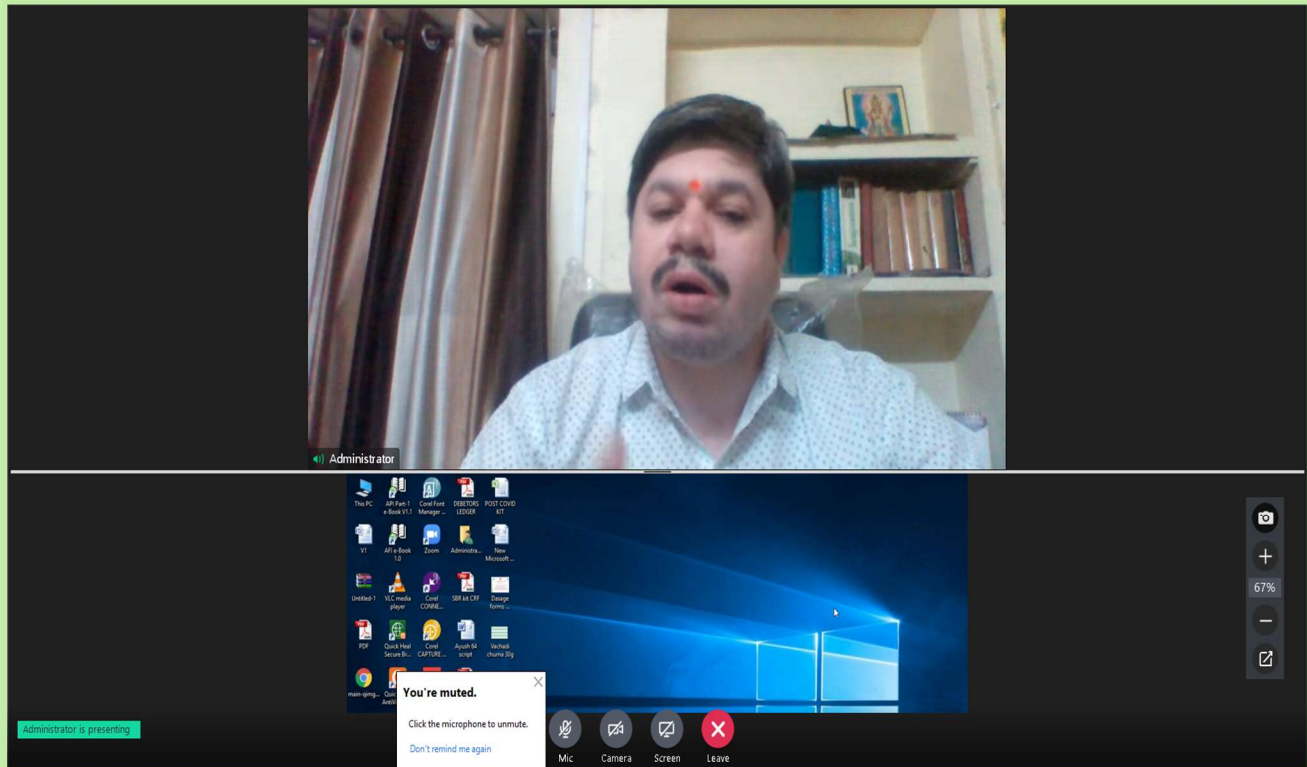 Administrator
This PC
API Part-1
e-Book V1.1
Corel Font
Manager ...
DEBETORS
LEDGER
POST COVID
KIT
V1
AFI e-Book
1.0
Zoom
Administra...
New
Microsoft ...
Untitled-1
VLC media
player
Corel
CONNE...
SBR kit CRF
Dasage
forms ...
PDF
Quick Heal
Secure Br...
Corel
CAPTURE ...
Ayush 64
script
Vachadi
churna 30g
main-qimg...
67%
You're muted.
Click the microphone to unmute.
Don't remind me again
Administrator is presenting
Mic
Camera
Screen
Leave